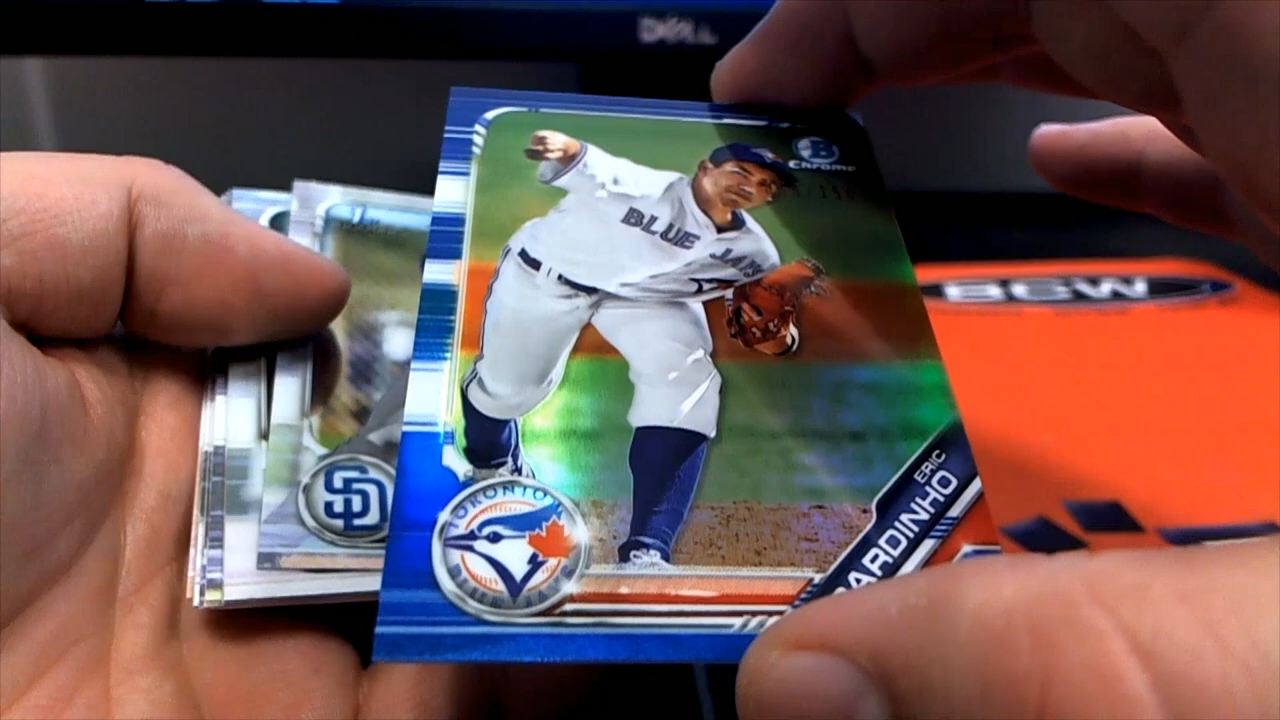 DELL
B
Chrome
BLUE JAYS
BCW
SD
ERIC
ARDINHO
TORONTO
BLUE JAYS